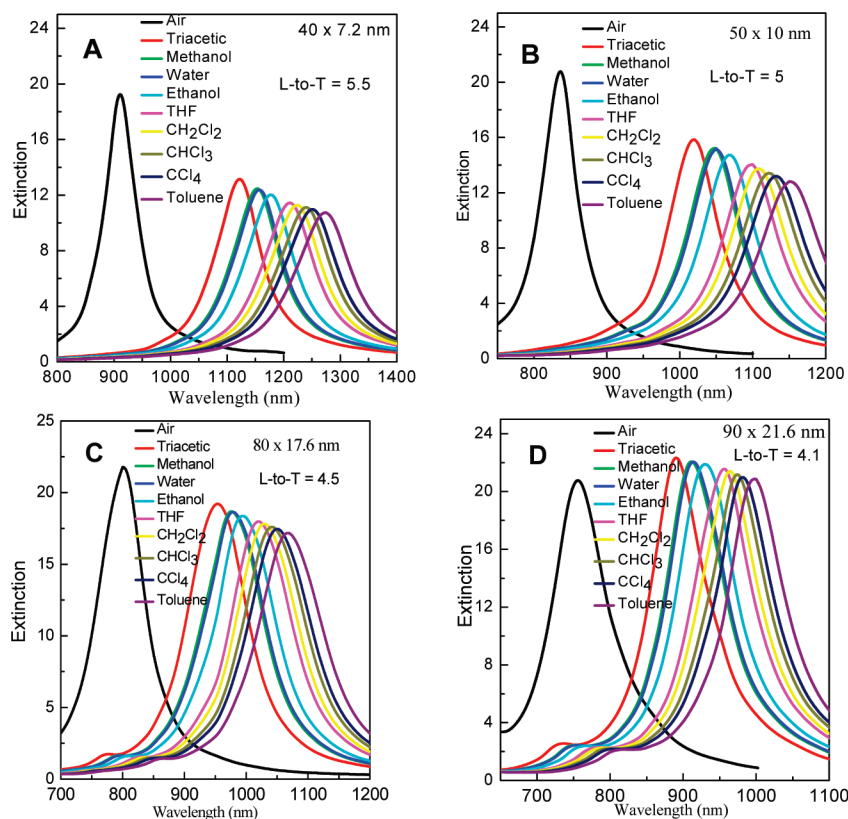 A
40 x 7.2 nm
L-to-T = 5.5
Air
Triacetic
Methanol
Water
Ethanol
THF
CH₂Cl₂
CHCl₃
CCl₄
Toluene
Extinction
24
20
16
12
8
4
0
800 900 1000 1100 1200 1300 1400
Wavelength (nm)
B
50 x 10 nm
L-to-T = 5
Air
Triacetic
Methanol
Water
Ethanol
THF
CH₂Cl₂
CHCl₃
CCl₄
Toluene
Extinction
24
20
16
12
8
4
0
800 900 1000 1100 1200
Wavelength (nm)
C
80 x 17.6 nm
L-to-T = 4.5
Air
Triacetic
Methanol
Water
Ethanol
THF
CH₂Cl₂
CHCl₃
CCl₄
Toluene
Extinction
25
20
15
10
5
0
700 800 900 1000 1100 1200
Wavelength (nm)
D
90 x 21.6 nm
L-to-T = 4.1
Air
Triacetic
Methanol
Water
Ethanol
THF
CH₂Cl₂
CHCl₃
CCl₄
Toluene
Extinction
24
22
18
14
10
6
2
0
700 800 900 1000 1100
Wavelength (nm)